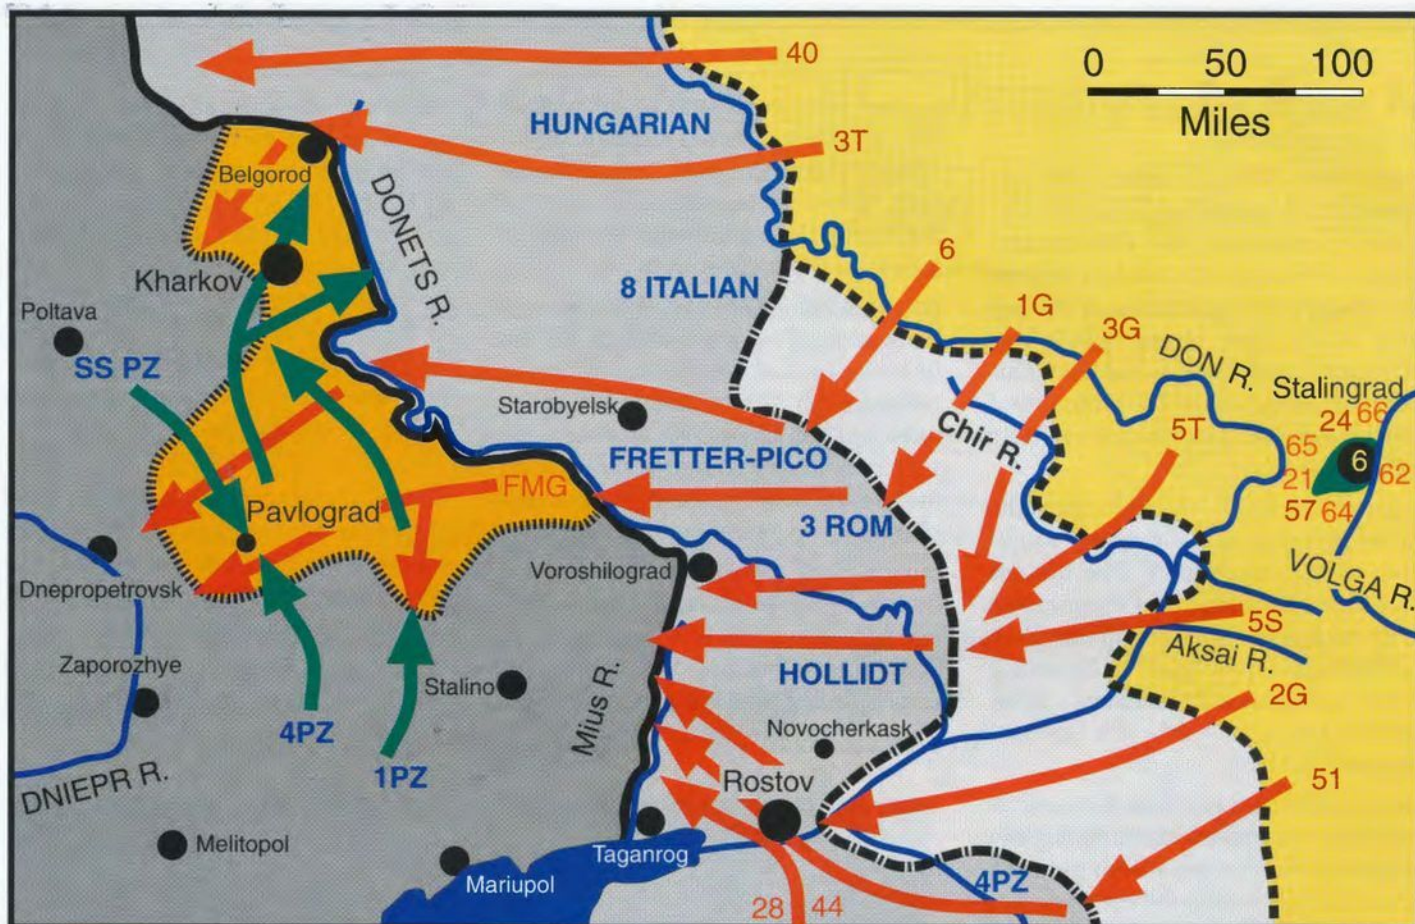 40
0 50 100
Miles
HUNGARIAN
3T
Belgorod
DONETS R.
6
Kharkov
8 ITALIAN
1G
3G
Poltava
DON R.
Stalingrad
SS PZ
24 66
Starobyelsk
Chir R.
5T
65
6
FRETTER-PICO
21
62
FMG
57 64
Pavlograd
3 ROM
Voroshilograd
VOLGA R.
Dnepropetrovsk
5S
Aksai R.
Zaporozhye
Stalino
Mius R.
HOLLIDT
2G
4PZ
Novocherkask
1PZ
Rostov
51
DNIEPR R.
Melitopol
Taganrog
4PZ
Mariupol
28 44